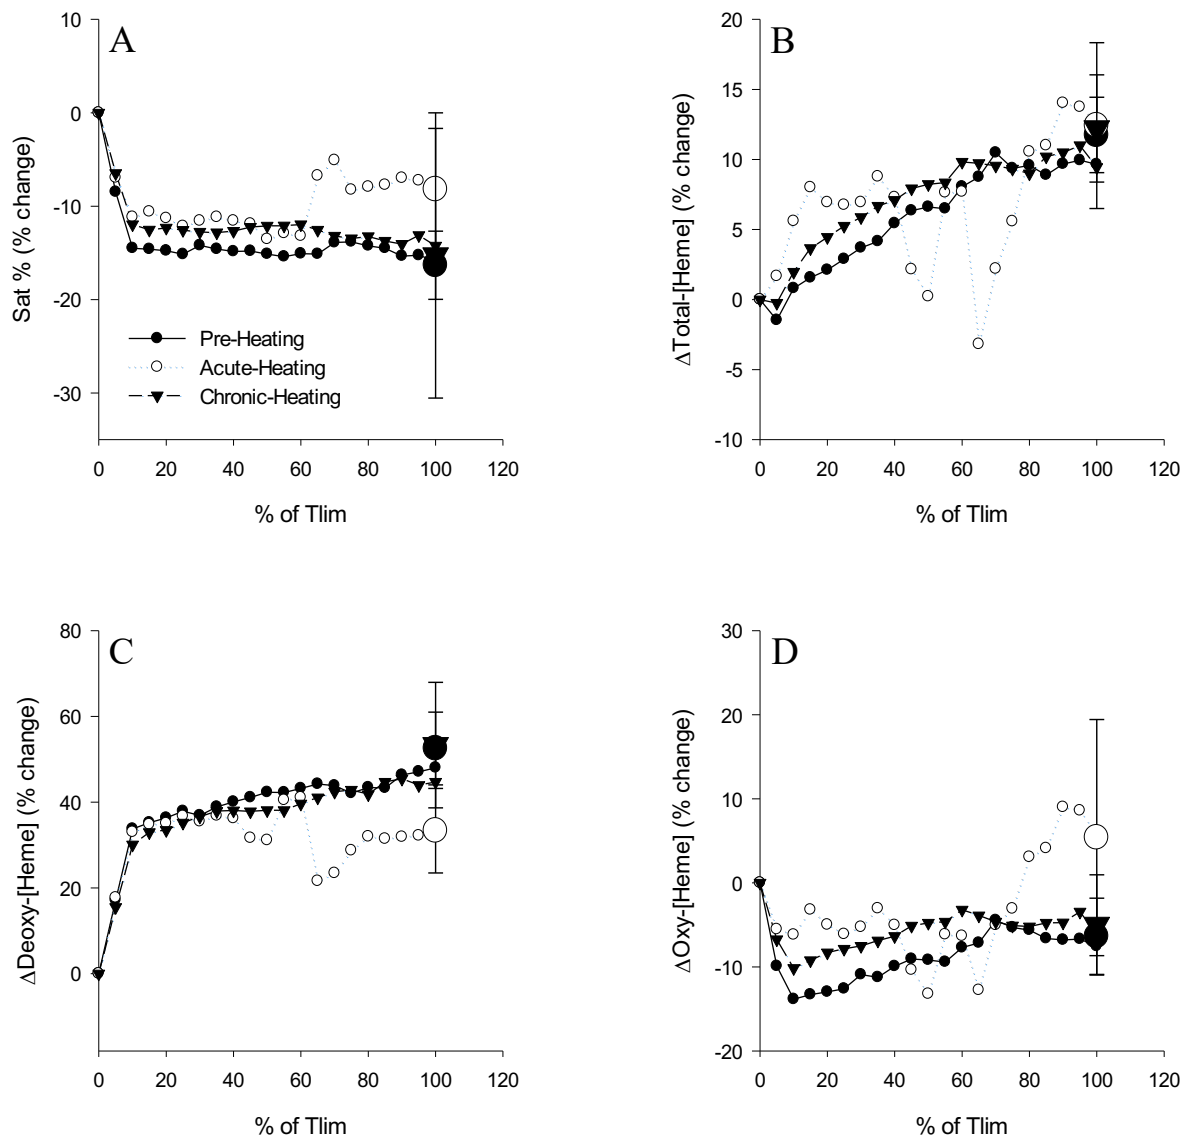 A
Sat % (% change)
10
0
-10
-20
-30
Pre-Heating
Acute-Heating
Chronic-Heating
0 20 40 60 80 100 120
% of Tlim
B
ΔTotal-[Heme] (% change)
20
15
10
5
0
-5
-10
0 20 40 60 80 100 120
% of Tlim
C
ΔDeoxy-[Heme] (% change)
80
60
40
20
0
0 20 40 60 80 100 120
% of Tlim
D
ΔOxy-[Heme] (% change)
30
20
10
0
-10
-20
0 20 40 60 80 100 120
% of Tlim